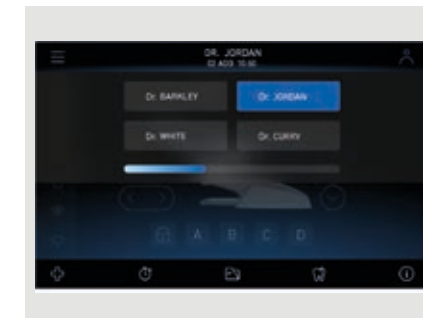 DR. JORDAN
Dr. BARKLEY
Dr. JORDAN
Dr. WHITE
Dr. CURRY
A B C D